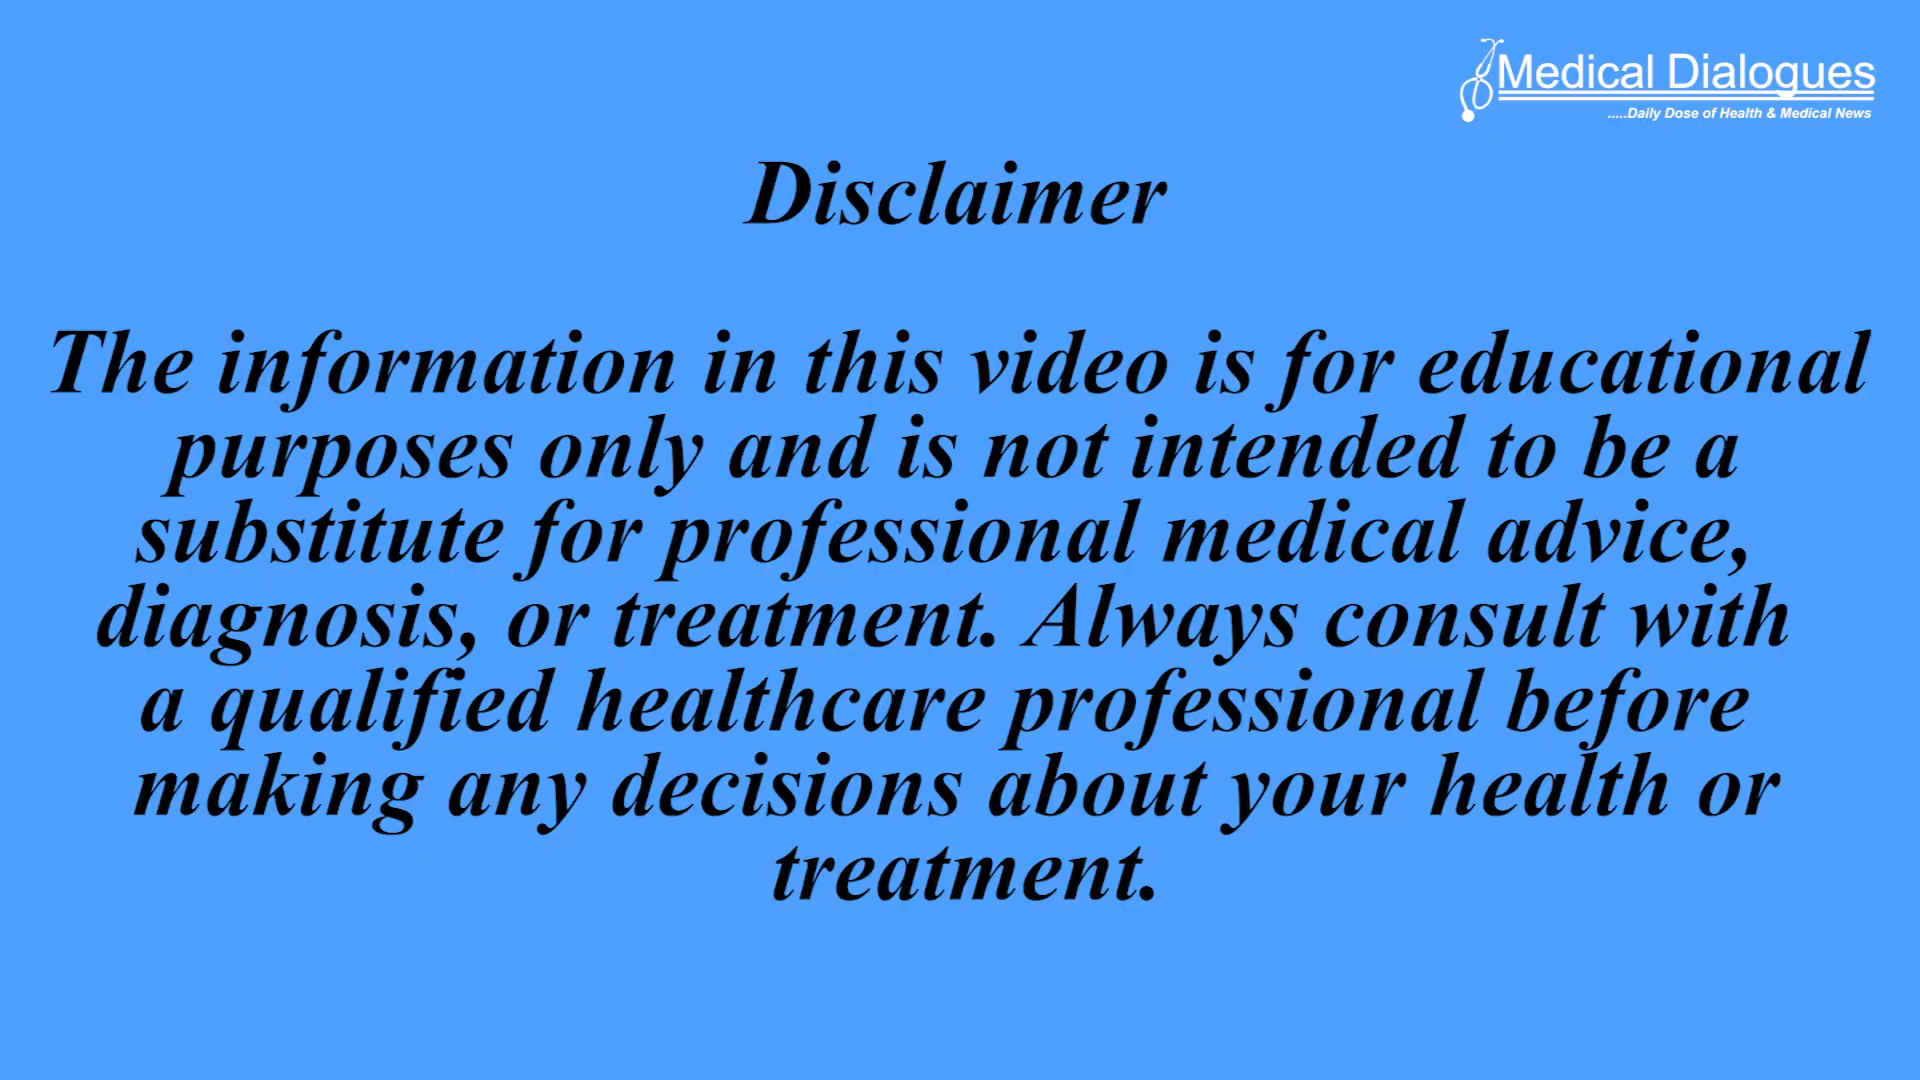 Medical Dialogues
.....Daily Dose of Health & Medical News
Disclaimer
The information in this video is for educational
purposes only and is not intended to be a
substitute for professional medical advice,
diagnosis, or treatment. Always consult with
a qualified healthcare professional before
making any decisions about your health or
treatment.